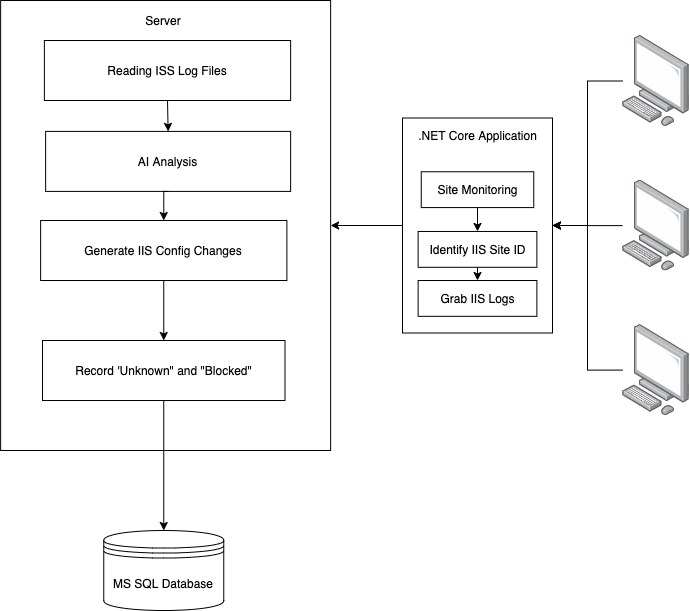 Server
Reading ISS Log Files
AI Analysis
Generate IIS Config Changes
Record 'Unknown" and "Blocked"
MS SQL Database
.NET Core Application
Site Monitoring
Identify IIS Site ID
Grab IIS Logs